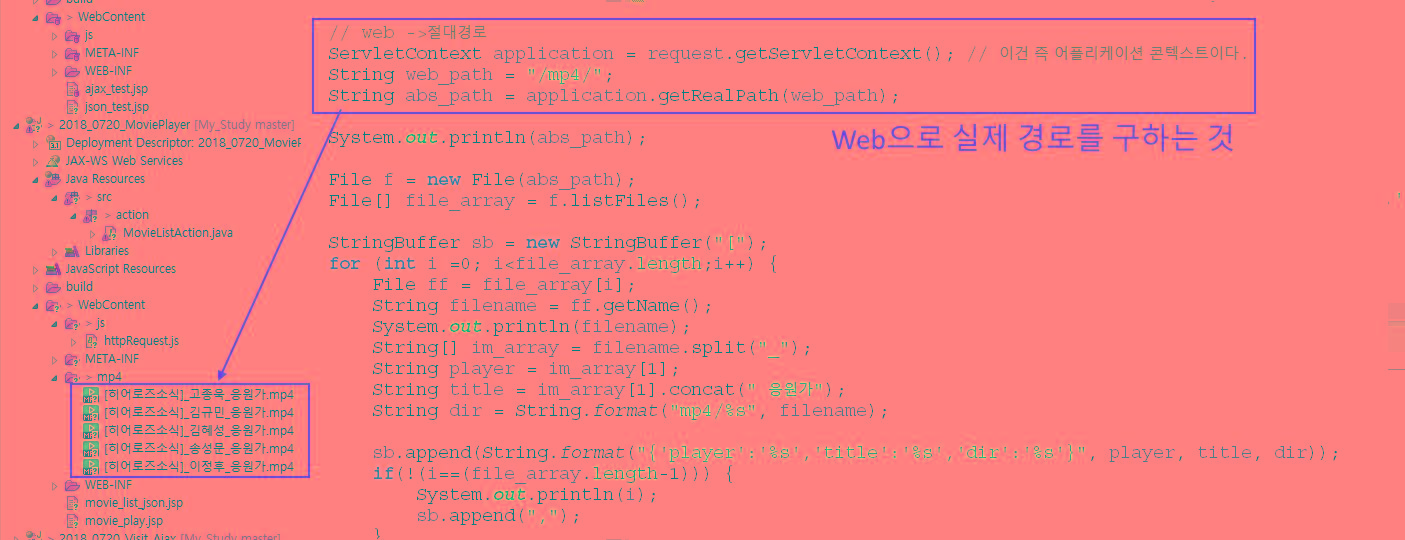 build
> WebContent
js
META-INF
WEB-INF
ajax_test.jsp
json_test.jsp
> 2018_0720_MoviePlayer [My_Study master]
Deployment Descriptor: 2018_0720_MovieP
JAX-WS Web Services
Java Resources
> src
> action
MovieListAction.java
Libraries
JavaScript Resources
build
> WebContent
> js
httpRequest.js
META-INF
> mp4
[히어로즈소식]_고종욱_응원가.mp4
[히어로즈소식]_김규민_응원가.mp4
[히어로즈소식]_김혜성_응원가.mp4
[히어로즈소식]_송성문_응원가.mp4
[히어로즈소식]_이정후_응원가.mp4
WEB-INF
movie_list_json.jsp
movie_play.jsp
> 2018_0720_Visit_Ajax [My_Study master]
// web ->절대경로
ServletContext application = request.getServletContext(); // 이건 즉 어플리케이션 콘텍스트이다.
String web_path = "/mp4/";
String abs_path = application.getRealPath(web_path);
Web으로 실제 경로를 구하는 것
System.out.println(abs_path);
File f = new File(abs_path);
File[] file_array = f.listFiles();
StringBuffer sb = new StringBuffer("[");
for (int i =0; i<file_array.length;i++) {
File ff = file_array[i];
String filename = ff.getName();
System.out.println(filename);
String[] im_array = filename.split("_");
String player = im_array[1];
String title = im_array[1].concat(" 응원가");
String dir = String.format("mp4/%s", filename);
sb.append(String.format("{'player':'%s','title':'%s','dir':'%s'}", player, title, dir));
if(!(i==(file_array.length-1))) {
System.out.println(i);
sb.append(",");
}